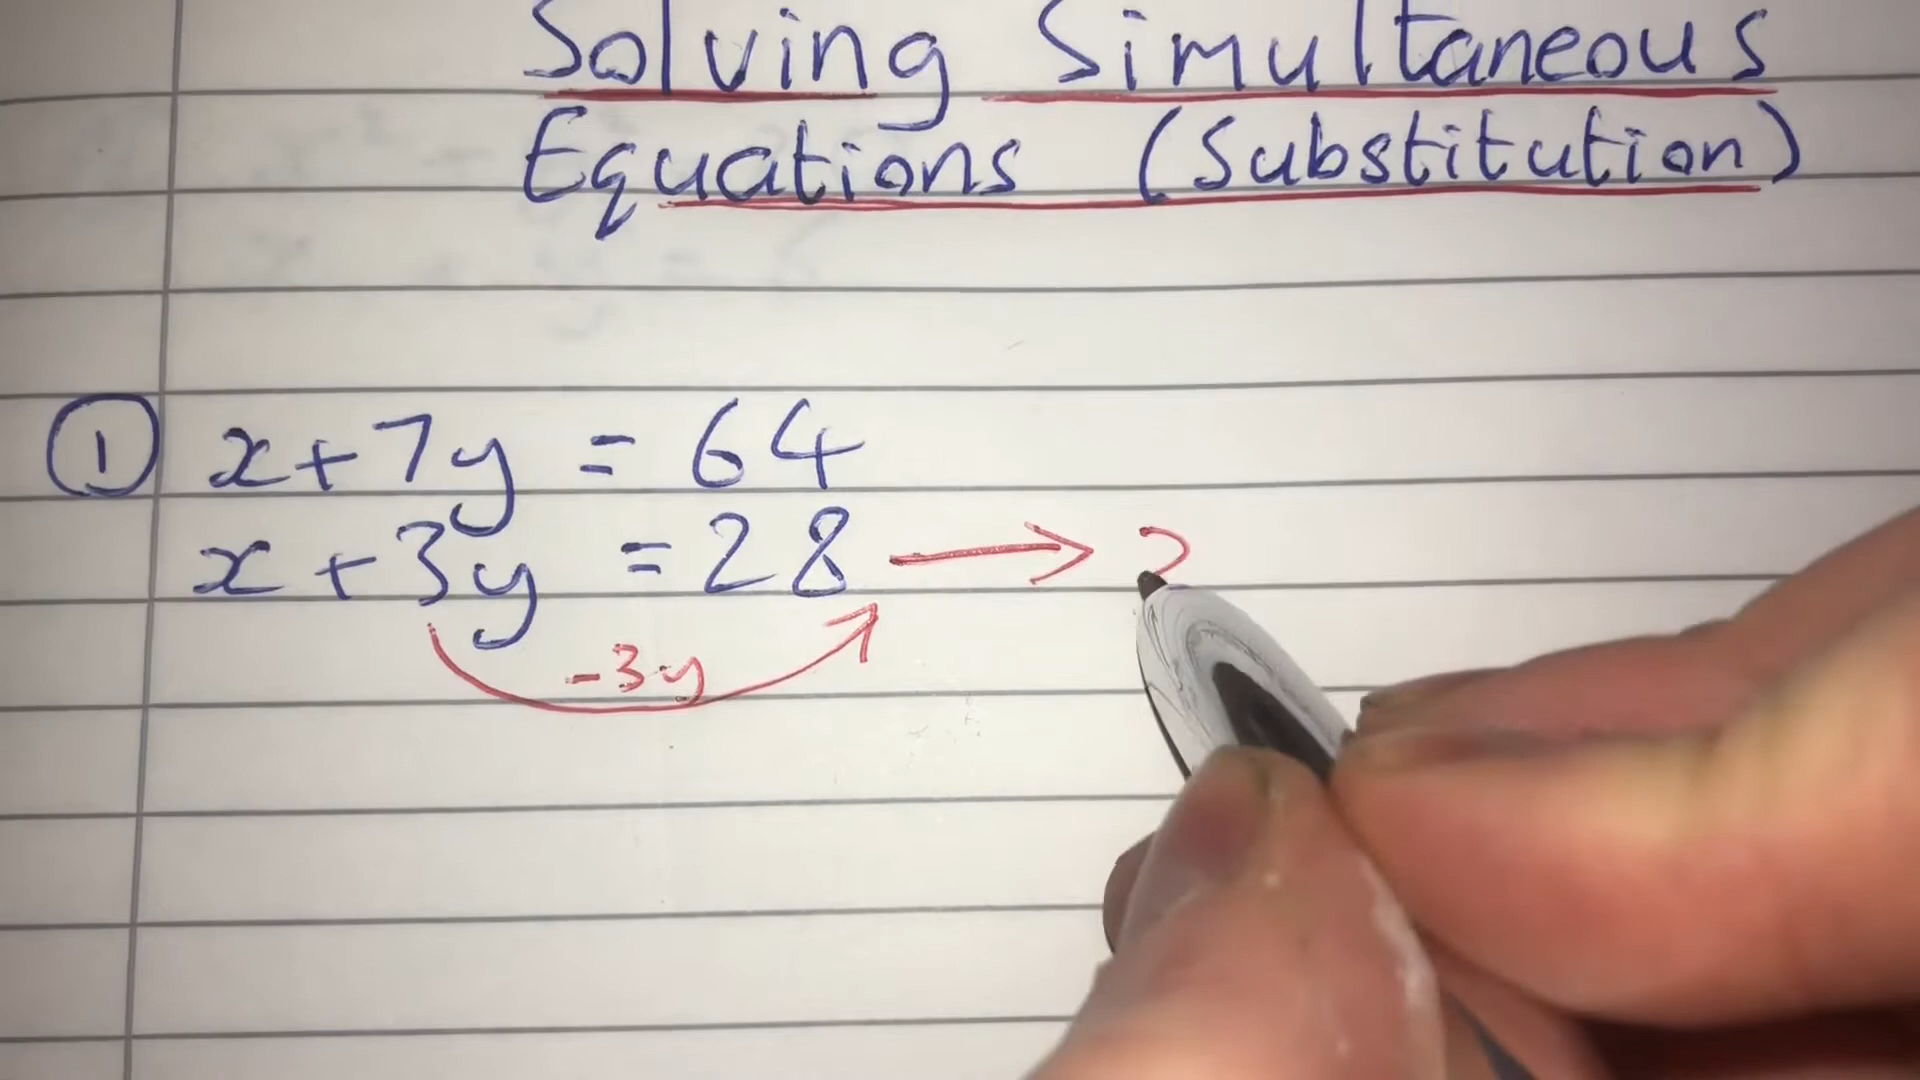 Solving Simultaneous
Equations (Substitution)
① x+7y = 64
x+3y = 28 →
-3y